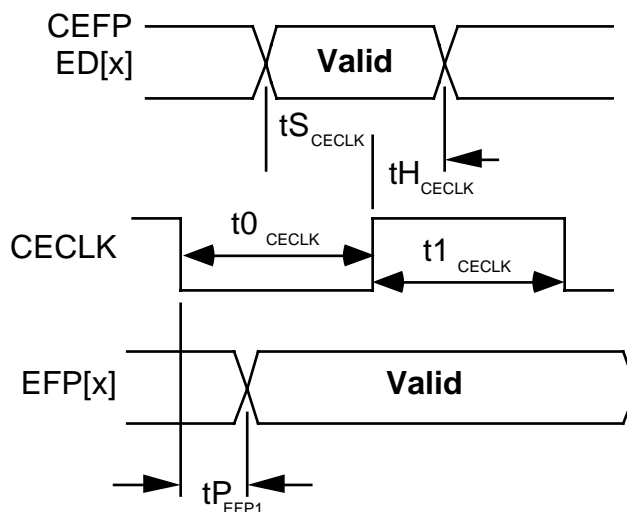 CEFP
ED[x]
Valid
tS CECLK
tH CECLK
CECLK
t0 CECLK
t1 CECLK
EFP[x]
Valid
tP EFP1